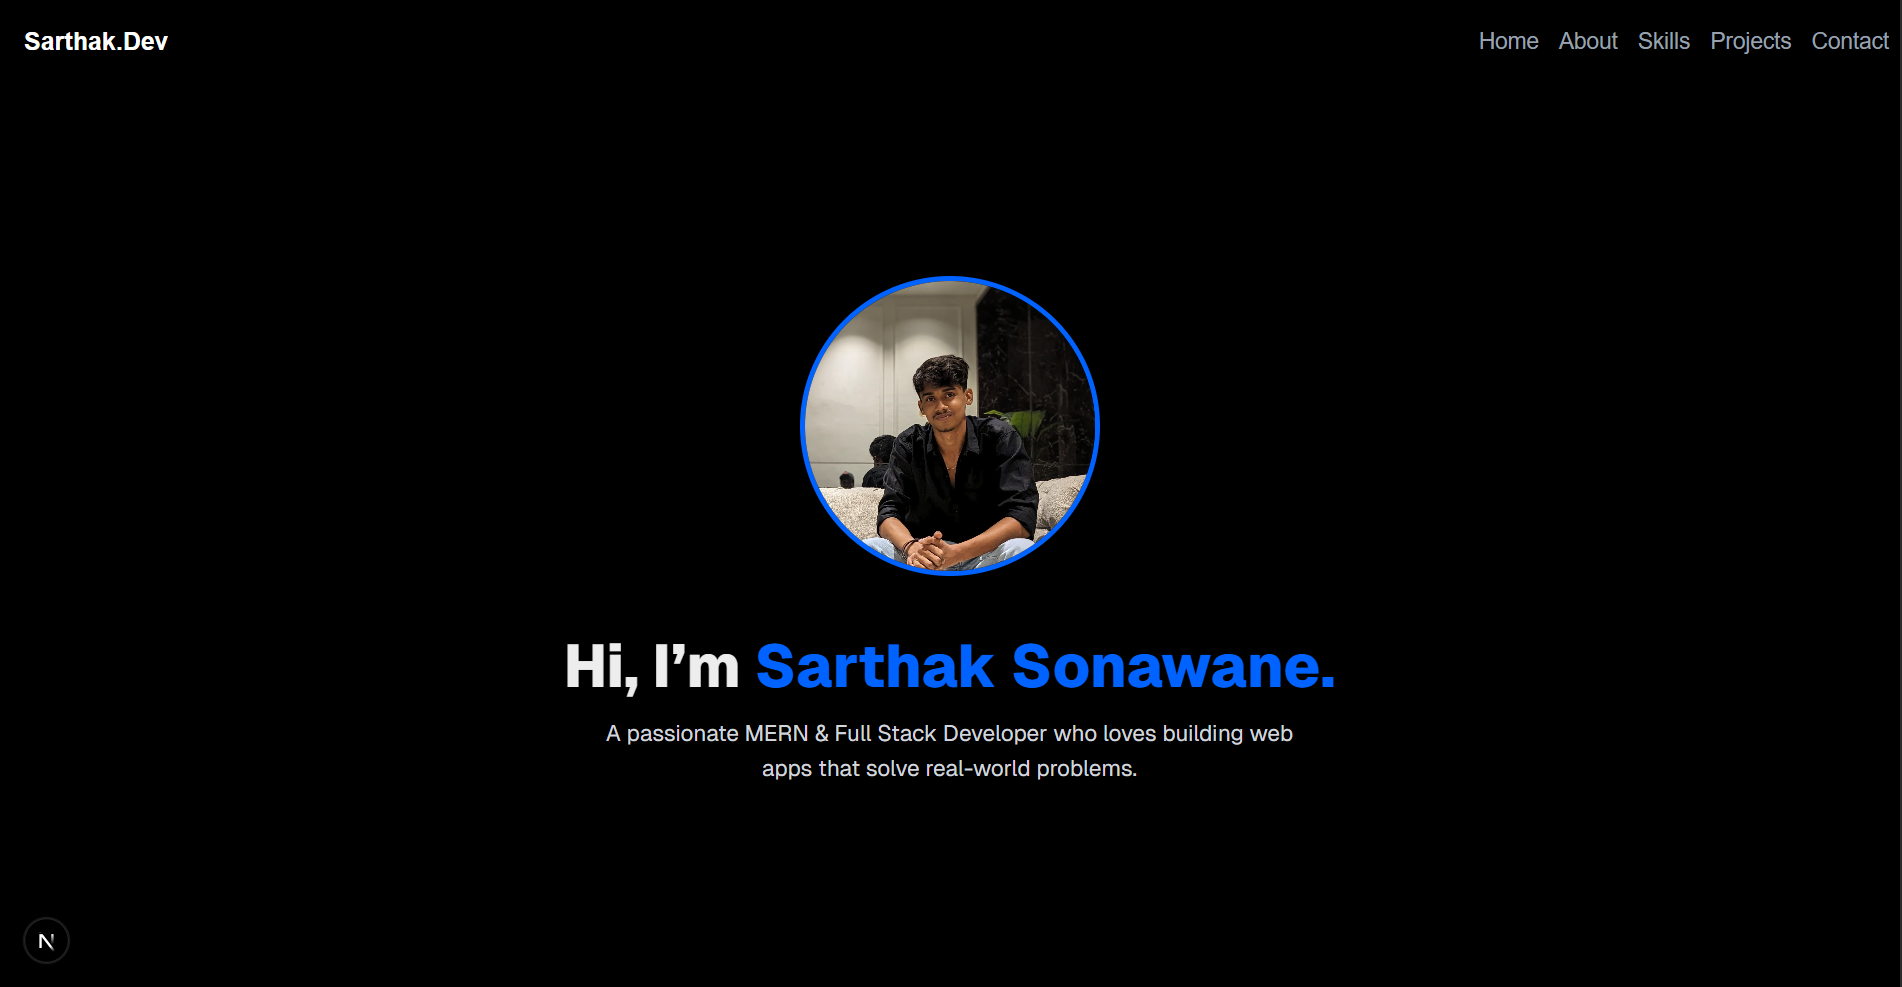 Sarthak.Dev
Home About Skills Projects Contact
Hi, I’m Sarthak Sonawane.
A passionate MERN & Full Stack Developer who loves building web
apps that solve real-world problems.
N